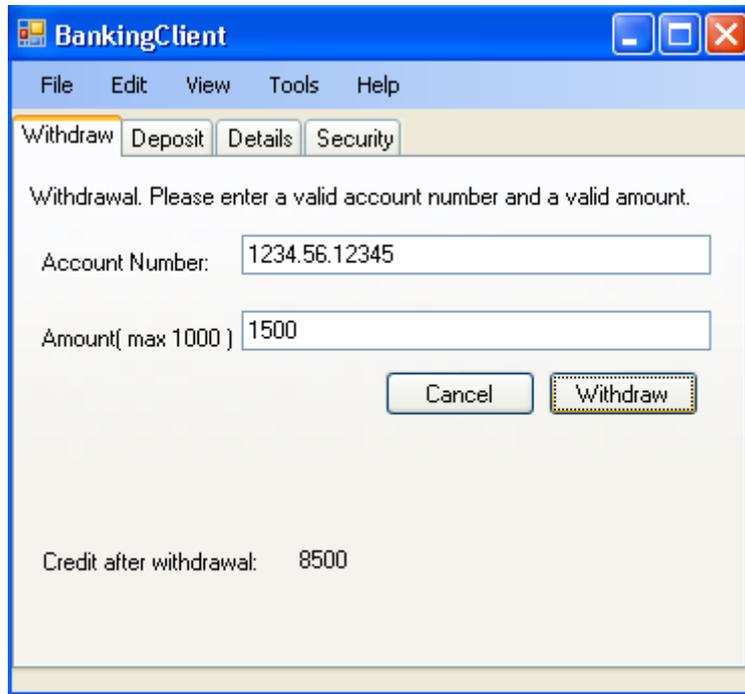 BankingClient
File Edit View Tools Help
Withdraw Deposit Details Security
Withdrawal. Please enter a valid account number and a valid amount.
Account Number: 1234.56.12345
Amount( max 1000 ) 1500
Cancel Withdraw
Credit after withdrawal: 8500